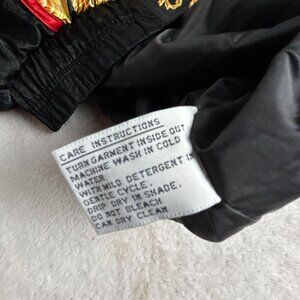 CARE INSTRUCTIONS
TURN GARMENT INSIDE OUT
MACHINE WASH IN COLD
WATER
WITH MILD DETERGENT IN
GENTLE CYCLE.
DRIP DRY IN SHADE.
DO NOT BLEACH
CAN DRY CLEAN